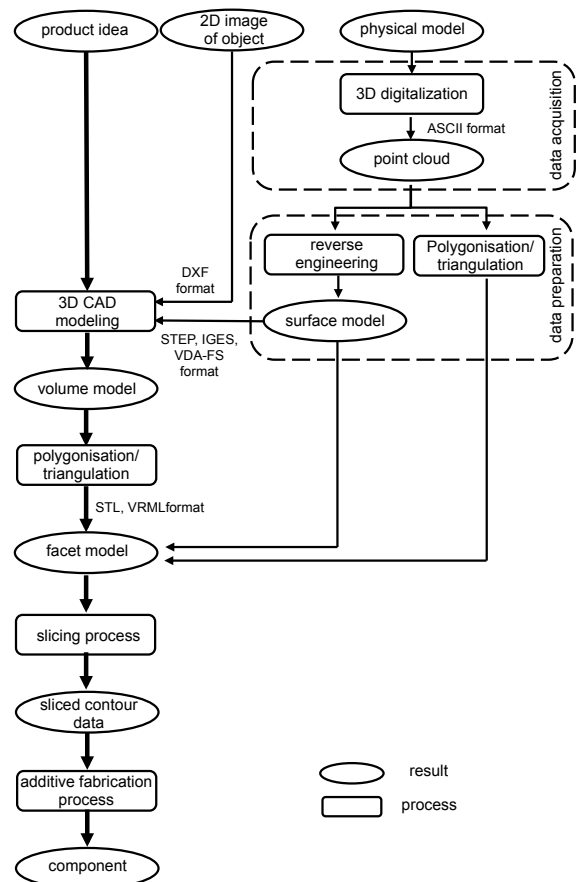 product idea
2D image
of object
physical model
3D digitalization
ASCII format
point cloud
data acquisition
reverse
engineering
Polygonisation/
triangulation
data preparation
DXF
format
3D CAD
modeling
surface model
STEP, IGES,
VDA-FS
format
volume model
polygonisation/
triangulation
STL, VRMLformat
facet model
slicing process
sliced contour
data
additive fabrication
process
component
result
process